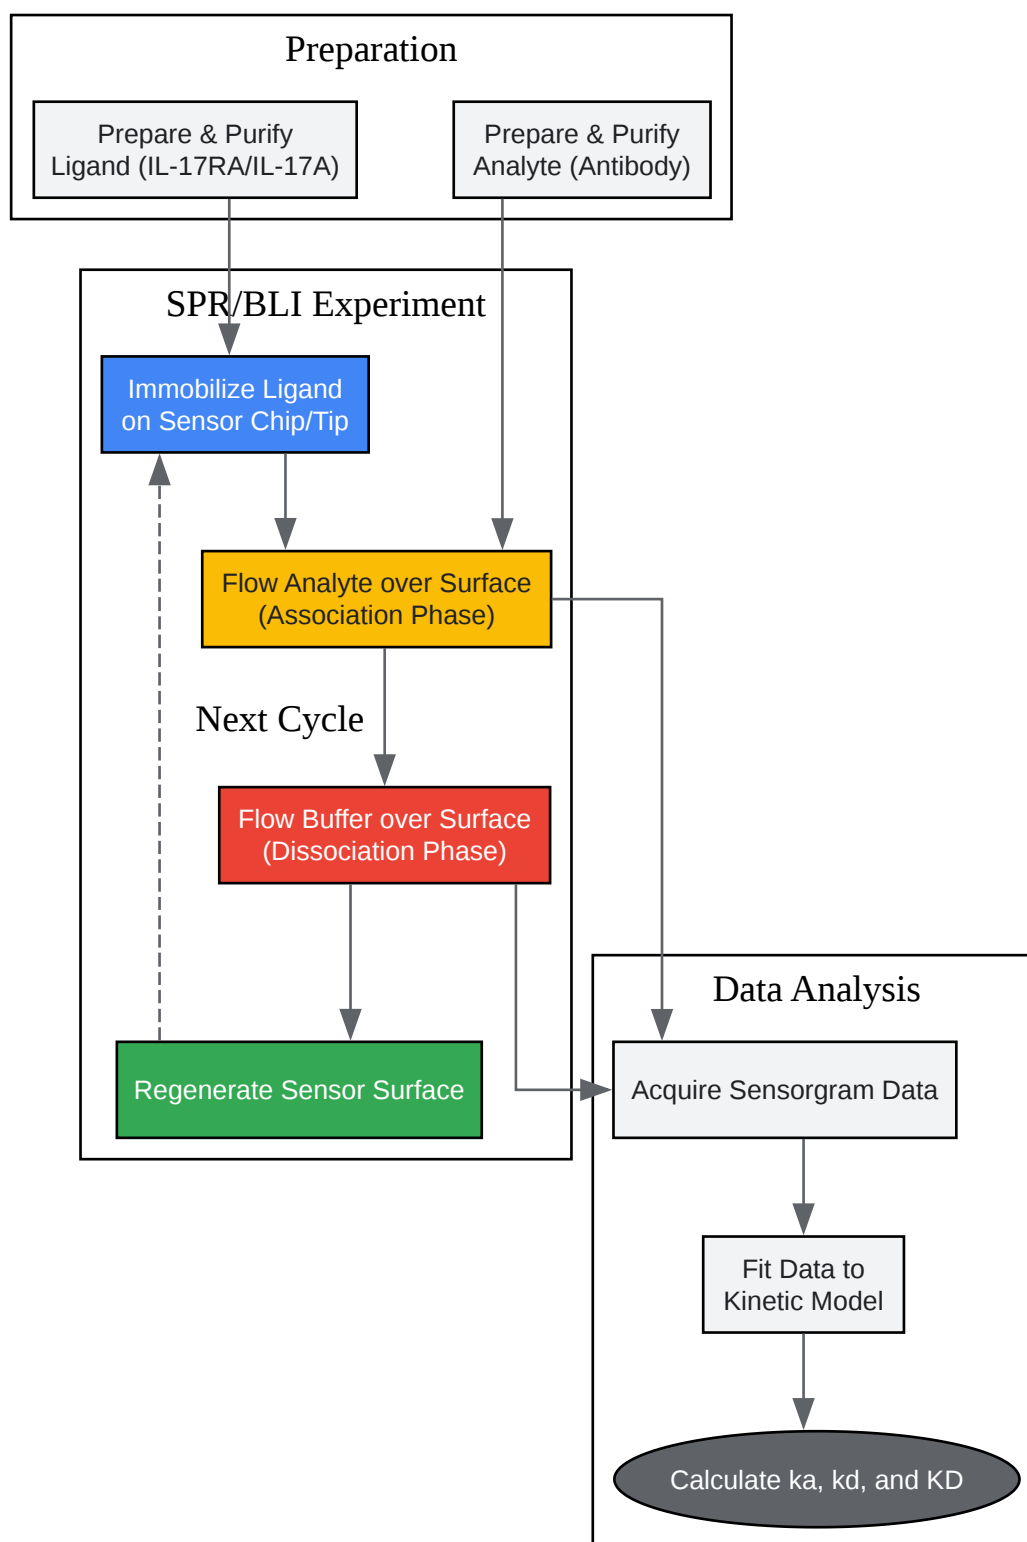 Preparation
Prepare & Purify
Ligand (IL-17RA/IL-17A)
Prepare & Purify
Analyte (Antibody)
SPR/BLI Experiment
Immobilize Ligand
on Sensor Chip/Tip
Flow Analyte over Surface
(Association Phase)
Next Cycle
Flow Buffer over Surface
(Dissociation Phase)
Regenerate Sensor Surface
Data Analysis
Acquire Sensorgram Data
Fit Data to
Kinetic Model
Calculate ka, kd, and KD